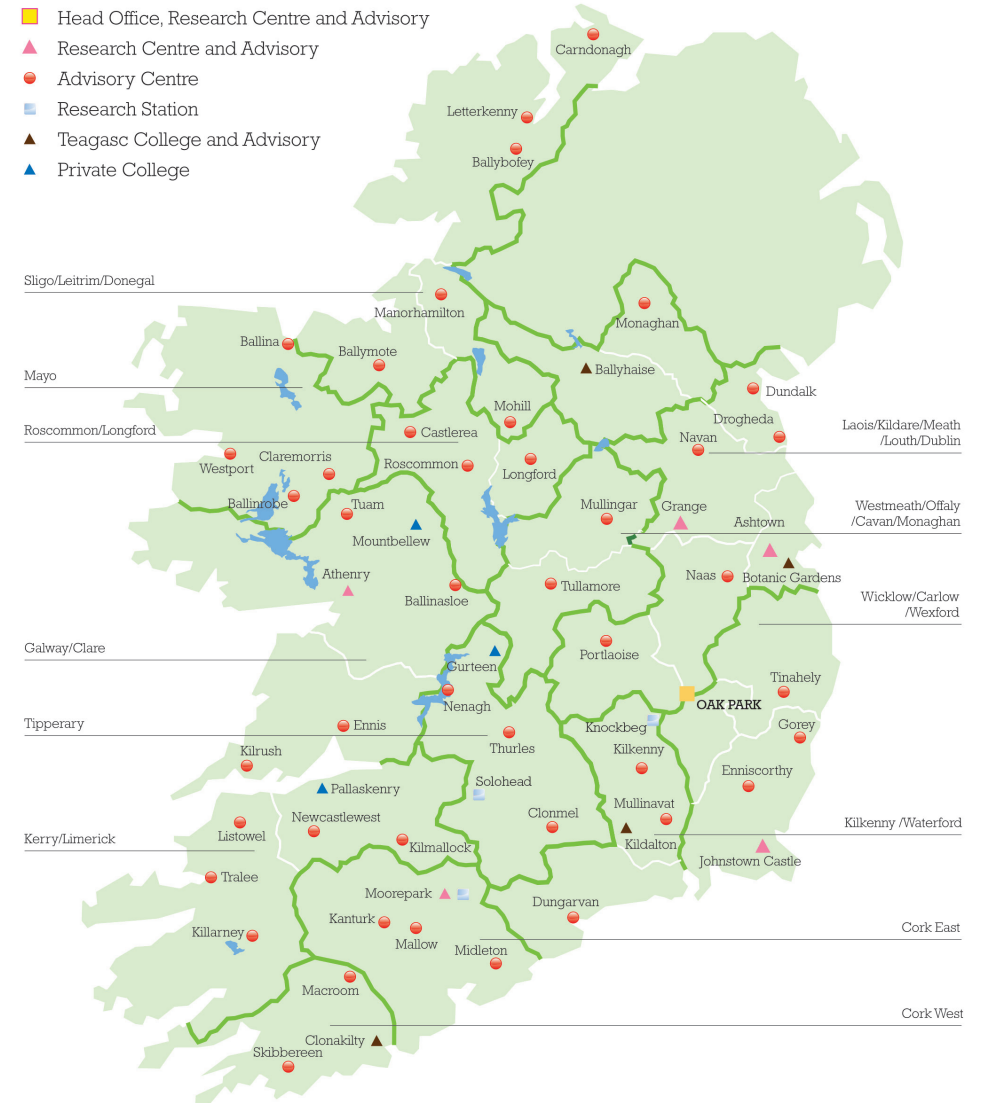 Head Office, Research Centre and Advisory
Research Centre and Advisory
Advisory Centre
Research Station
Teagasc College and Advisory
Private College
Carndonagh
Letterkenny
Ballybofey
Sligo/Leitrim/Donegal
Manorhamilton
Monaghan
Ballina
Ballymote
Ballyhaise
Mayo
Dundalk
Mohill
Drogheda
Roscommon/Longford
Castlerea
Navan
Laois/Kildare/Meath
/Louth/Dublin
Westport
Claremorris
Roscommon
Longford
Ballinrobe
Tuam
Mullingar
Grange
Westmeath/Offaly
/Cavan/Monaghan
Ashtown
Mountbellew
Athenry
Ballinasloe
Tullamore
Naas
Botanic Gardens
Wicklow/Carlow
/Wexford
Galway/Clare
Gurteen
Portlaoise
Tinahely
Nenagh
OAK PARK
Tipperary
Ennis
Thurles
Knockbeg
Gorey
Kilrush
Kilkenny
Solohead
Enniscorthy
Pallaskenry
Newcastlewest
Clonmel
Mullinavat
Kilkenny /Waterford
Listowel
Kerry/Limerick
Kilmallock
Kildalton
Johnstown Castle
Tralee
Moorepark
Dungarvan
Kanturk
Mallow
Killarney
Midleton
Cork East
Macroom
Cork West
Clonakilty
Skibbereen